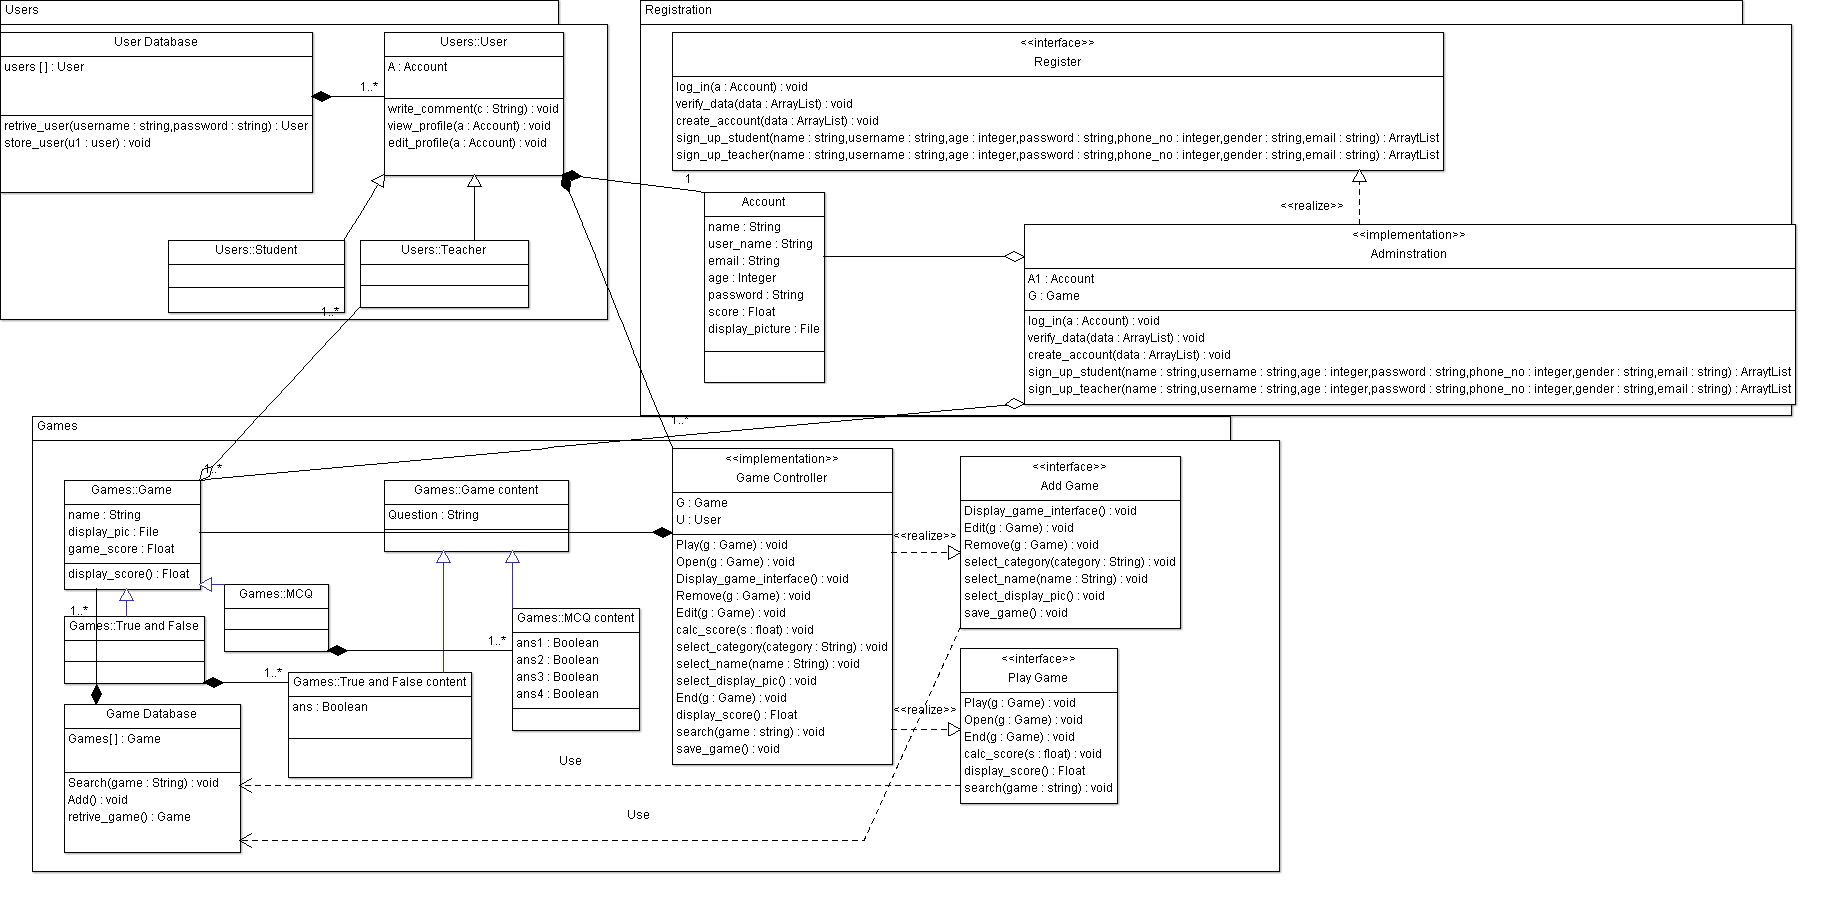 Users
User Database
users [ ] : User
retrive_user(username : string,password : string) : User
store_user(u1 : user) : void
1..*
Users::User
A : Account
write_comment(c : String) : void
view_profile(a : Account) : void
edit_profile(a : Account) : void
Users::Student
Users::Teacher
1..*
Registration
<<interface>>
Register
log_in(a : Account) : void
verify_data(data : ArrayList) : void
create_account(data : ArrayList) : void
sign_up_student(name : string,username : string,age : integer,password : string,phone_no : integer,gender : string,email : string) : ArraytList
sign_up_teacher(name : string,username : string,age : integer,password : string,phone_no : integer,gender : string,email : string) : ArraytList
1
<<realize>>
Account
name : String
user_name : String
email : String
age : Integer
password : String
score : Float
display_picture : File
<<implementation>>
Adminstration
A1 : Account
G : Game
log_in(a : Account) : void
verify_data(data : ArrayList) : void
create_account(data : ArrayList) : void
sign_up_student(name : string,username : string,age : integer,password : string,phone_no : integer,gender : string,email : string) : ArraytList
sign_up_teacher(name : string,username : string,age : integer,password : string,phone_no : integer,gender : string,email : string) : ArraytList
1..*
Games
1..*
Games::Game
name : String
display_pic : File
game_score : Float
display_score() : Float
Games::Game content
Question : String
Games::MCQ
1..*
Games::True and False
1..*
Games::MCQ content
ans1 : Boolean
ans2 : Boolean
ans3 : Boolean
ans4 : Boolean
1..*
Games::True and False content
ans : Boolean
Game Database
Games[ ] : Game
Search(game : String) : void
Add() : void
retrive_game() : Game
<<implementation>>
Game Controller
G : Game
U : User
Play(g : Game) : void
Open(g : Game) : void
Display_game_interface() : void
Remove(g : Game) : void
Edit(g : Game) : void
calc_score(s : float) : void
select_category(category : String) : void
select_name(name : String) : void
select_display_pic() : void
End(g : Game) : void
display_score() : Float
search(game : string) : void
save_game() : void
<<realize>>
<<realize>>
<<interface>>
Add Game
Display_game_interface() : void
Edit(g : Game) : void
Remove(g : Game) : void
select_category(category : String) : void
select_name(name : String) : void
select_display_pic() : void
save_game() : void
<<interface>>
Play Game
Play(g : Game) : void
Open(g : Game) : void
End(g : Game) : void
calc_score(s : float) : void
display_score() : Float
search(game : string) : void
Use
Use